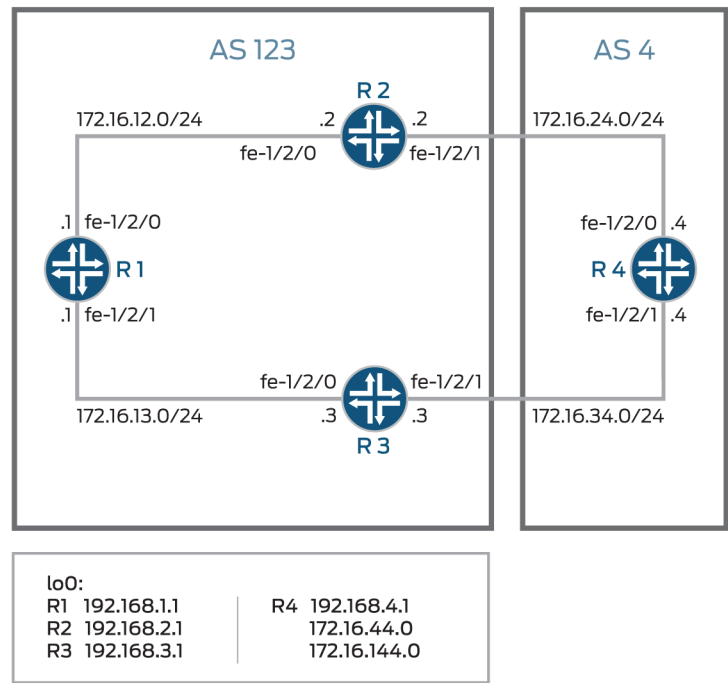 AS 123
AS 4
R 2
172.16.12.0/24
.2
.2
172.16.24.0/24
fe-1/2/0
fe-1/2/1
.1
fe-1/2/0
fe-1/2/0
.4
R 1
R 4
.1
fe-1/2/1
fe-1/2/1
.4
fe-1/2/0
fe-1/2/1
172.16.13.0/24
.3
.3
172.16.34.0/24
R 3
lo0:
R1 192.168.1.1
R2 192.168.2.1
R3 192.168.3.1
R4 192.168.4.1
172.16.44.0
172.16.144.0